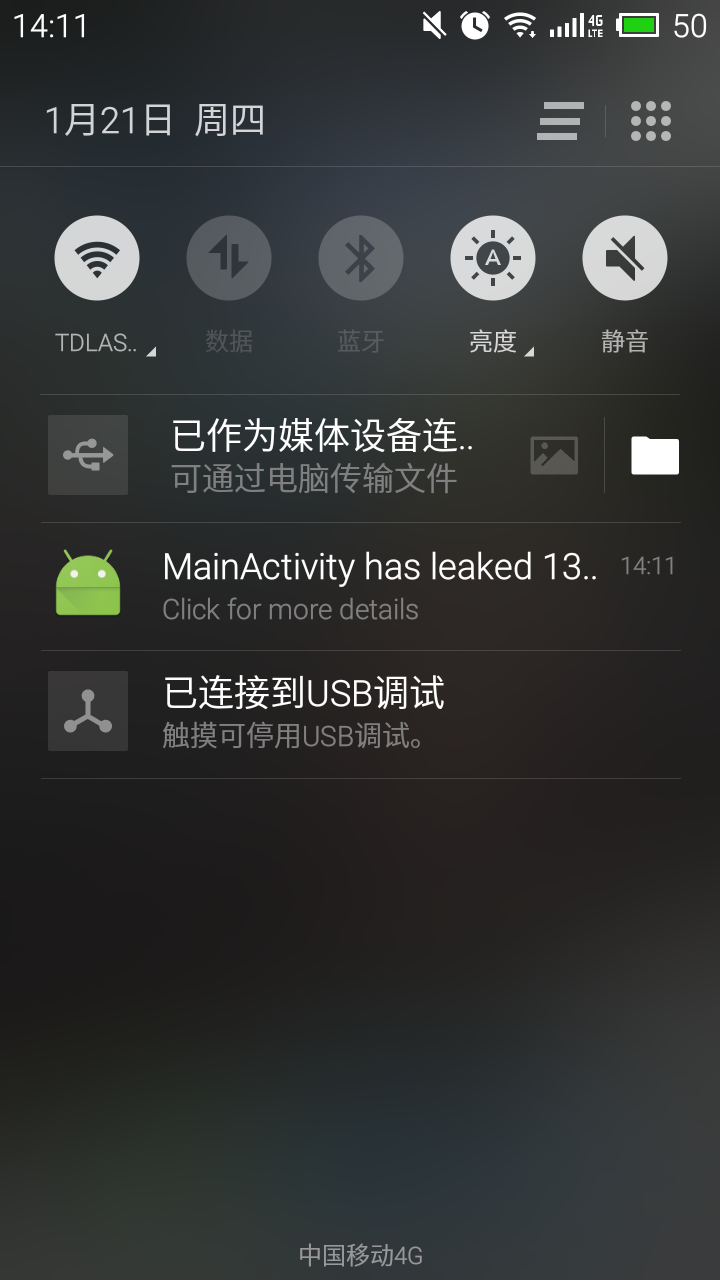 14:11 4G LTE 50
1月21日 周四
TDLAS.. 数据 蓝牙 亮度 静音
已作为媒体设备连..
可通过电脑传输文件
MainActivity has leaked 13.. 14:11
Click for more details
已连接到USB调试
触摸可停用USB调试。
中国移动4G